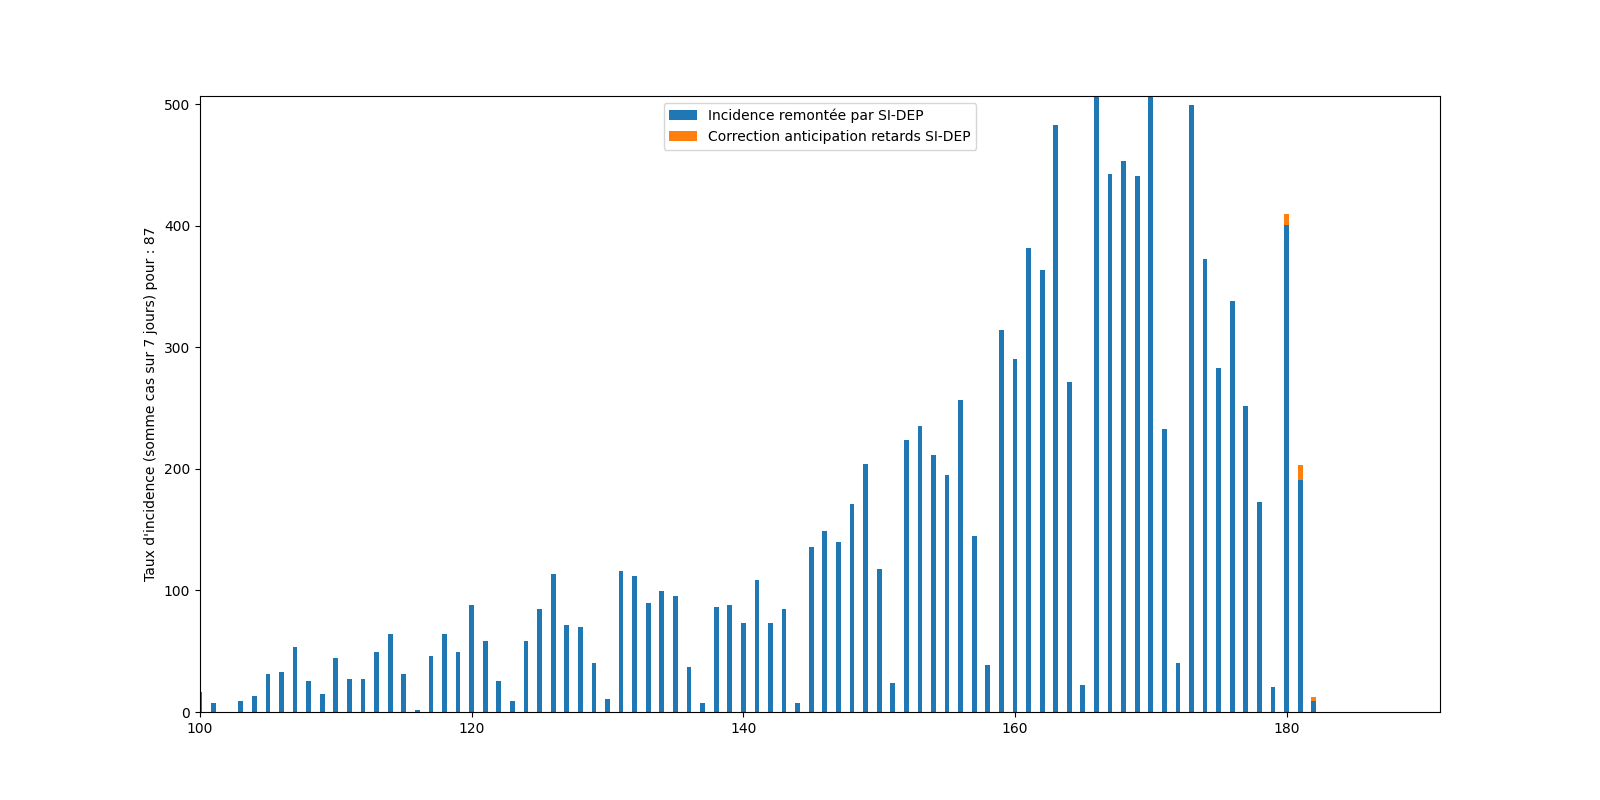 Incidence remontée par SI-DEP
Correction anticipation retards SI-DEP
Taux d'incidence (somme cas sur 7 jours) pour : 87
500
400
300
200
100
0
100 120 140 160 180